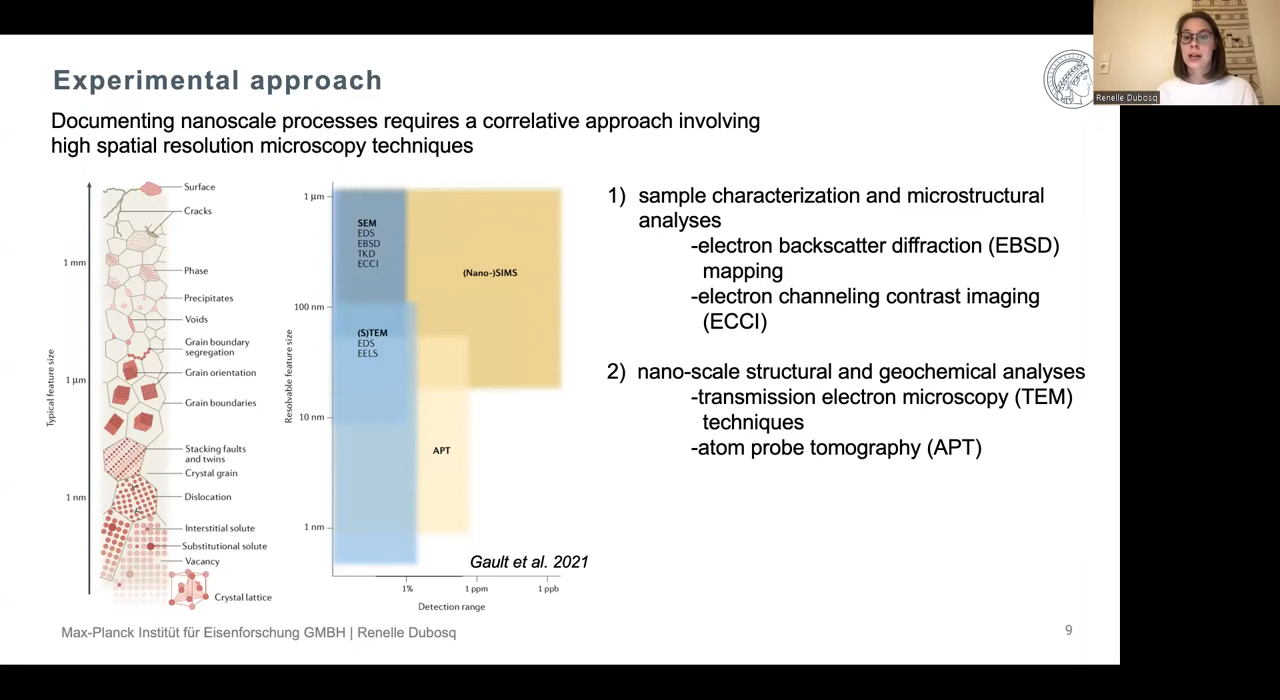 Experimental approach
Renelle Dubosq
Documenting nanoscale processes requires a correlative approach involving
high spatial resolution microscopy techniques
Typical feature size
1 mm
1 µm
1 nm
Surface
Cracks
Phase
Precipitates
Voids
Grain boundary
segregation
Grain orientation
Grain boundaries
Stacking faults
and twins
Crystal grain
Dislocation
Interstitial solute
Substitutional solute
Vacancy
Crystal lattice
Resolvable feature size
1 µm
100 nm
10 nm
1 nm
SEM
EDS
EBSD
TKD
ECCI
(Nano-)SIMS
(S)TEM
EDS
EELS
APT
Gault et al. 2021
1%
1 ppm
1 ppb
Detection range
1) sample characterization and microstructural
analyses
-electron backscatter diffraction (EBSD)
mapping
-electron channeling contrast imaging
(ECCI)
2) nano-scale structural and geochemical analyses
-transmission electron microscopy (TEM)
techniques
-atom probe tomography (APT)
Max-Planck Institüt für Eisenforschung GMBH | Renelle Dubosq
9